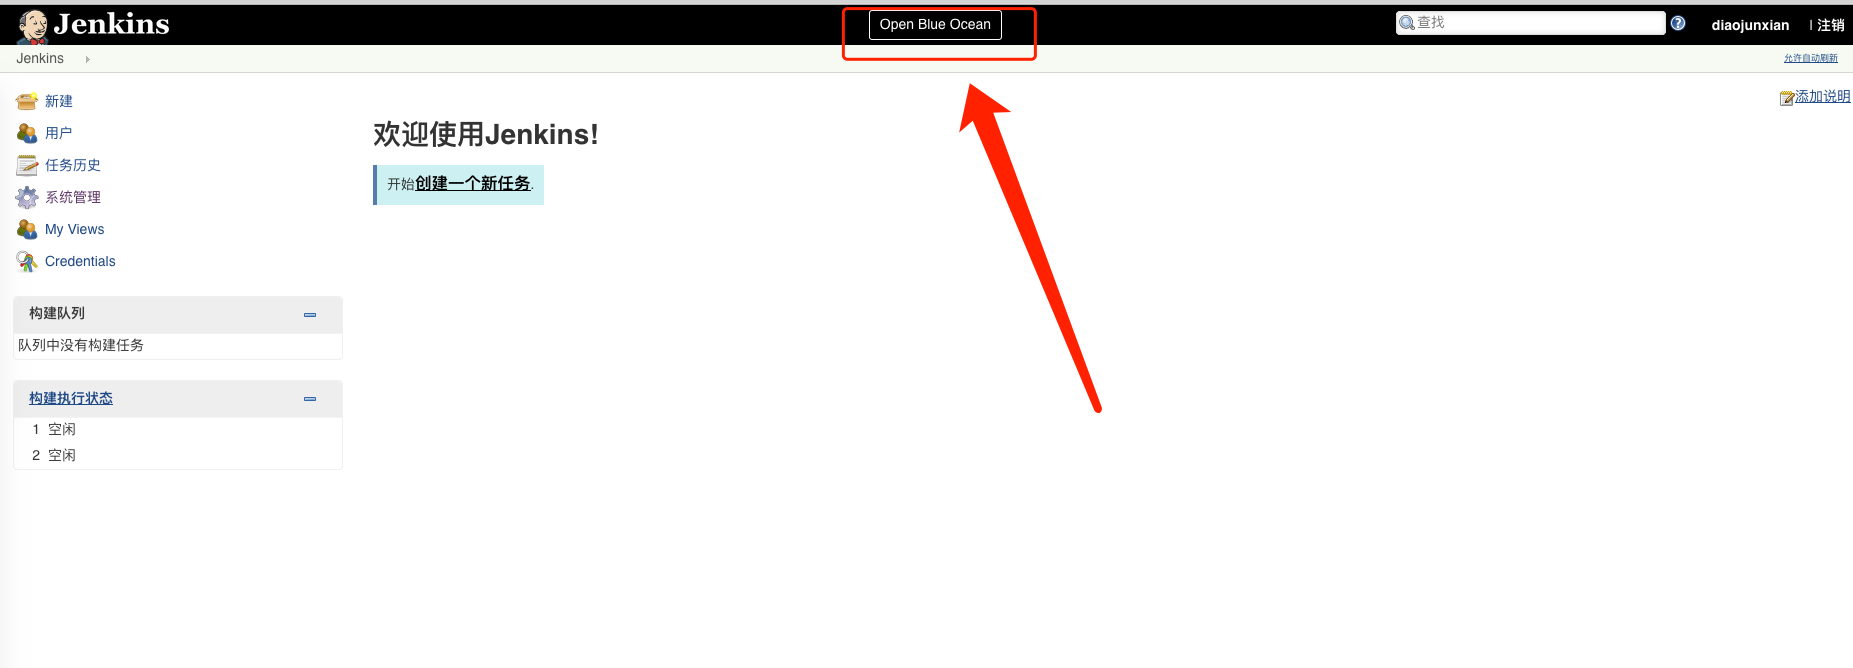 Jenkins
Open Blue Ocean
查找
diaojunxian
| 注销
Jenkins
允许自动刷新
新建
用户
任务历史
系统管理
My Views
Credentials
添加说明
欢迎使用Jenkins!
开始创建一个新任务.
构建队列
队列中没有构建任务
构建执行状态
1 空闲
2 空闲